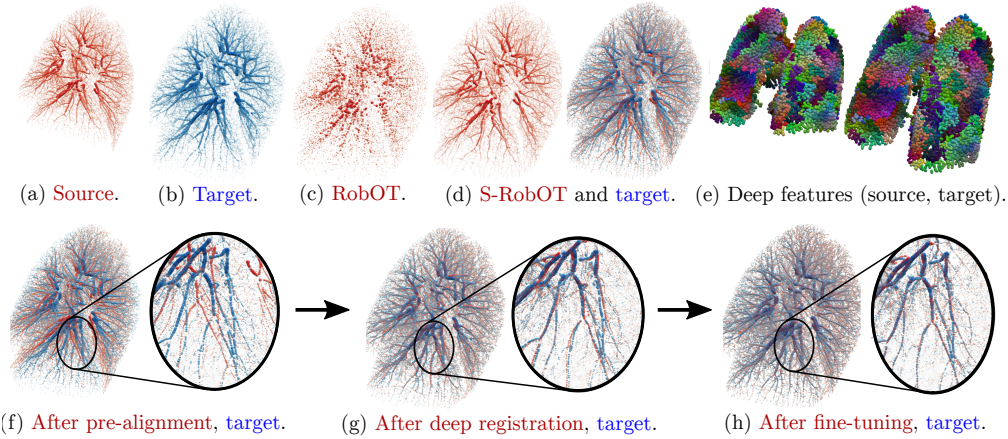 (a) Source.
(b) Target.
(c) RobOT.
(d) S-RobOT and target.
(e) Deep features (source, target).
(f) After pre-alignment, target.
(g) After deep registration, target.
(h) After fine-tuning, target.